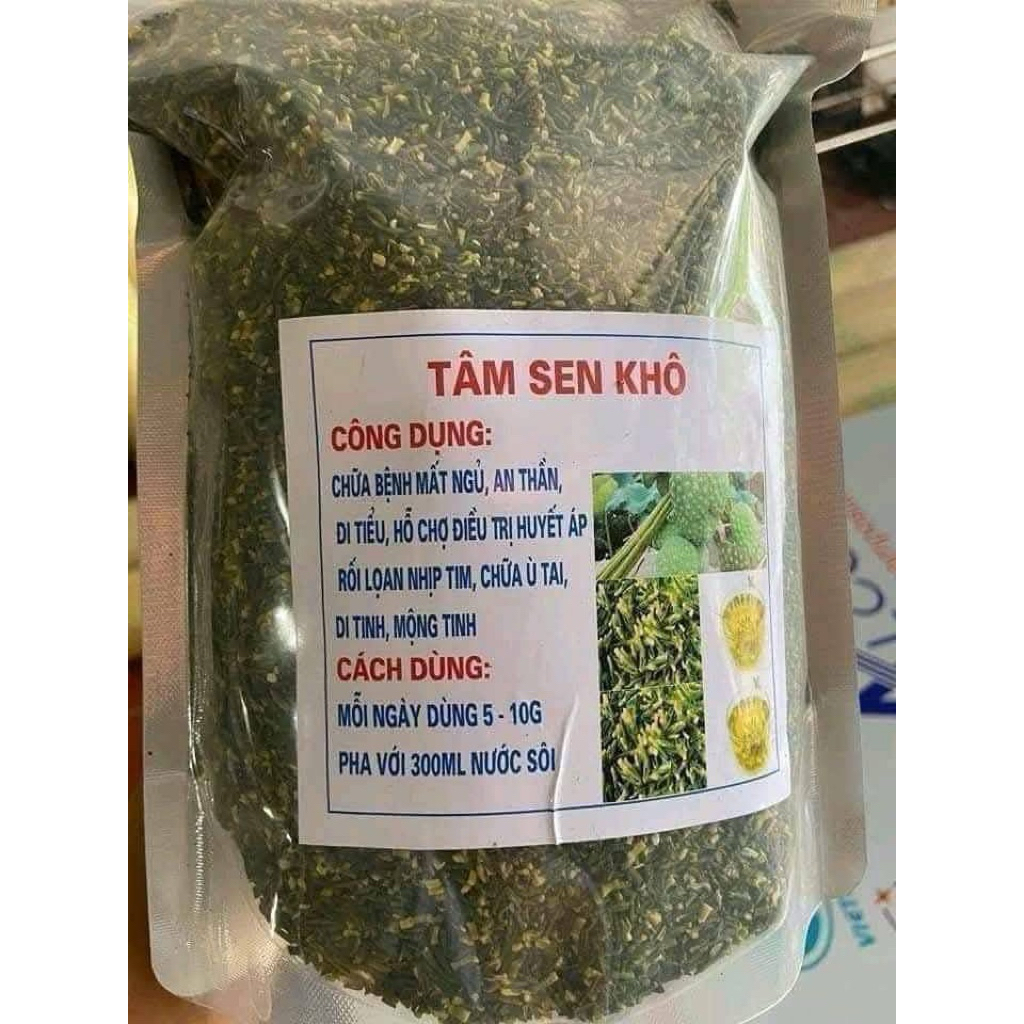 TÂM SEN KHÔ
CÔNG DỤNG:
CHỮA BỆNH MẤT NGỦ, AN THẦN,
DI TIỂU, HỖ CHỢ ĐIỀU TRỊ HUYẾT ÁP
RỐI LOẠN NHỊP TIM, CHỮA Ù TAI,
DI TINH, MỘNG TINH
CÁCH DÙNG:
MỖI NGÀY DÙNG 5 - 10G
PHA VỚI 300ML NƯỚC SÔI